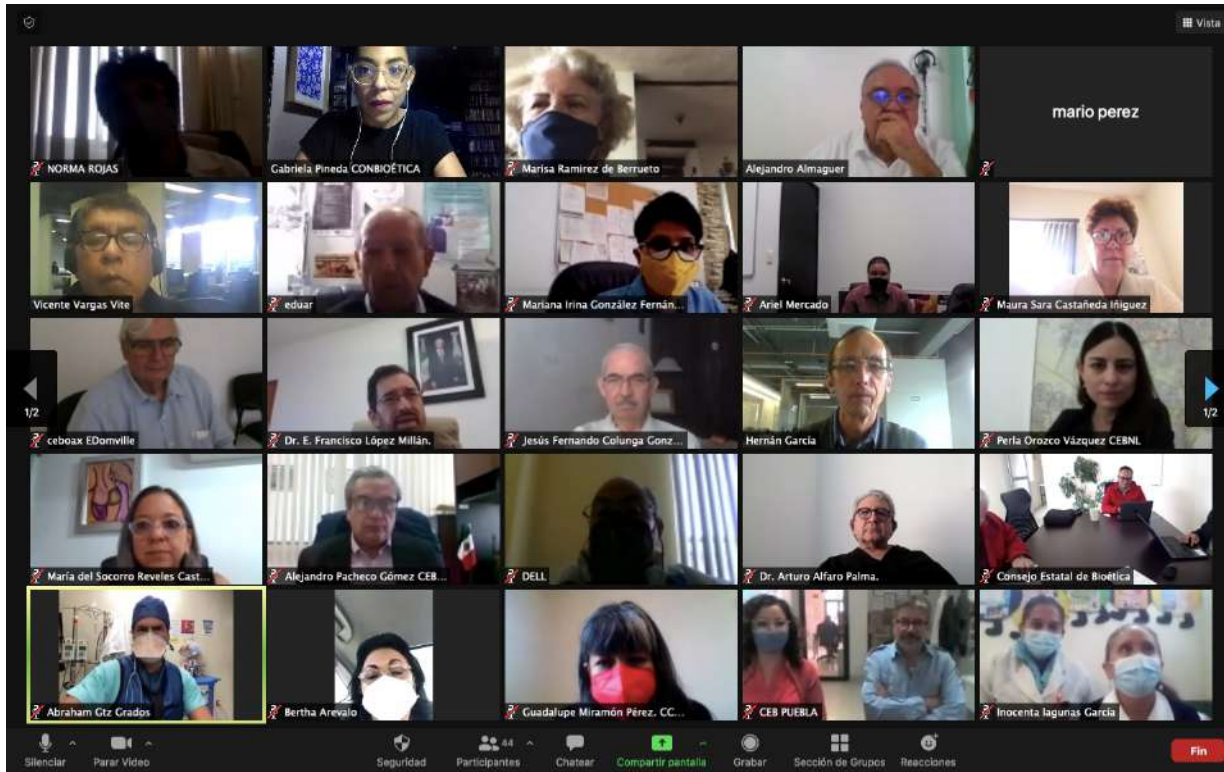 Vista
NORMA ROJAS
Gabriela Pineda CONBIOÉTICA
Marisa Ramirez de Berrueto
Alejandro Almaguer
mario perez
Vicente Vargas Vite
eduar
Mariana Irina González Fernán...
Ariel Mercado
Maura Sara Castañeda Iñiguez
1/2
ceboax EDomville
Dr. E. Francisco López Millán.
Jesús Fernando Colunga Gonz...
Hernán García
Perla Orozco Vázquez CEBNL
1/2
María del Socorro Reveles Cast...
Alejandro Pacheco Gómez CEB...
DELL
Dr. Arturo Alfaro Palma.
Consejo Estatal de Bioética
Abraham Gtz Grados
Bertha Arevalo
Guadalupe Miramón Pérez. CC...
CEB PUEBLA
Inocenta lagunas García
Silenciar
Parar Video
Seguridad
44
Participantes
Chatear
Compartir pantalla
Grabar
Sección de Grupos
Reacciones
Fin